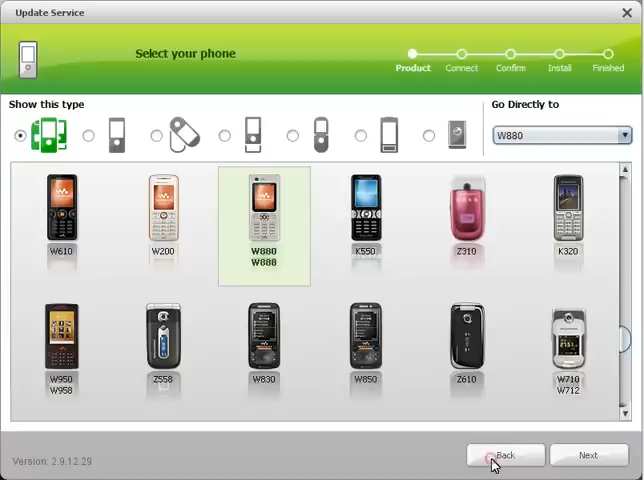 Update Service
Select your phone
Product
Connect
Confirm
Install
Finished
Show this type
Go Directly to
W880
W610
W200
W880
W888
K550
Z310
K320
W950
W958
Z558
W830
W850
Z610
W710
W712
Version: 2.9.12.29
Back
Next